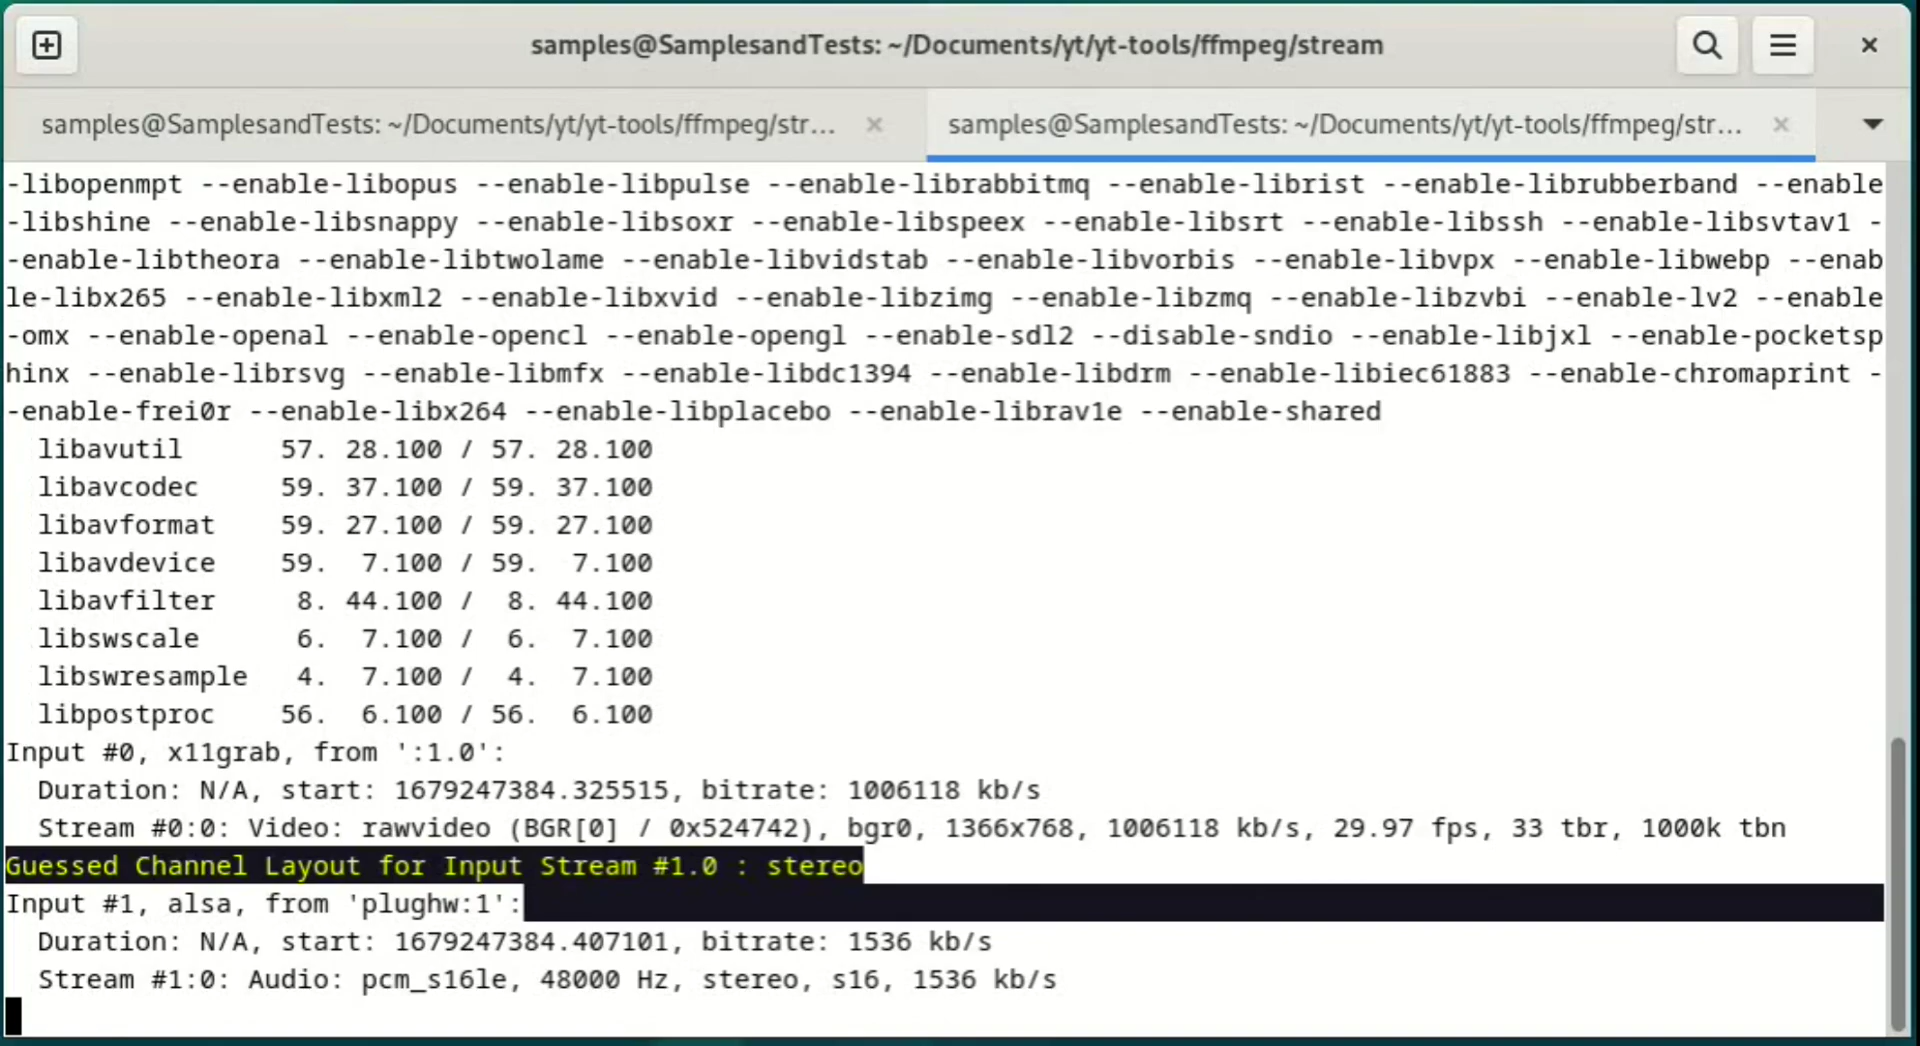 samples@SamplesandTests: ~/Documents/yt/yt-tools/ffmpeg/stream
samples@SamplesandTests: ~/Documents/yt/yt-tools/ffmpeg/str...
samples@SamplesandTests: ~/Documents/yt/yt-tools/ffmpeg/str...
-libopenmpt --enable-libopus --enable-libpulse --enable-librabbitmq --enable-librist --enable-librubberband --enable
-libshine --enable-libsnappy --enable-libsoxr --enable-libspeex --enable-libsrt --enable-libssh --enable-libsvtav1 -
-enable-libtheora --enable-libtwolame --enable-libvidstab --enable-libvorbis --enable-libvpx --enable-libwebp --enab
le-libx265 --enable-libxml2 --enable-libxvid --enable-libzimg --enable-libzmq --enable-libzvbi --enable-lv2 --enable
-omx --enable-openal --enable-opencl --enable-opengl --enable-sdl2 --disable-sndio --enable-libjxl --enable-pocketsp
hinx --enable-librsvg --enable-libmfx --enable-libdc1394 --enable-libdrm --enable-libiec61883 --enable-chromaprint -
-enable-frei0r --enable-libx264 --enable-libplacebo --enable-librav1e --enable-shared
  libavutil      57. 28.100 / 57. 28.100
  libavcodec     59. 37.100 / 59. 37.100
  libavformat    59. 27.100 / 59. 27.100
  libavdevice    59.  7.100 / 59.  7.100
  libavfilter     8. 44.100 /  8. 44.100
  libswscale      6.  7.100 /  6.  7.100
  libswresample   4.  7.100 /  4.  7.100
  libpostproc    56.  6.100 / 56.  6.100
Input #0, x11grab, from ':1.0':
  Duration: N/A, start: 1679247384.325515, bitrate: 1006118 kb/s
  Stream #0:0: Video: rawvideo (BGR[0] / 0x524742), bgr0, 1366x768, 1006118 kb/s, 29.97 fps, 33 tbr, 1000k tbn
Guessed Channel Layout for Input Stream #1.0 : stereo
Input #1, alsa, from 'plughw:1':
  Duration: N/A, start: 1679247384.407101, bitrate: 1536 kb/s
  Stream #1:0: Audio: pcm_s16le, 48000 Hz, stereo, s16, 1536 kb/s